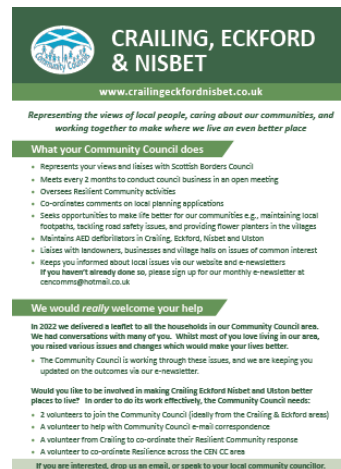 Community Councils
CRAILING, ECKFORD
& NISBET
www.crailingeckfordnisbet.co.uk
Representing the views of local people, caring about our communities, and
working together to make where we live an even better place
What your Community Council does
• Represents your views and liaises with Scottish Borders Council
• Meets every 2 months to conduct council business in an open meeting
• Oversees Resilient Community activities
• Co-ordinates comments on local planning applications
• Seeks opportunities to make life better for our communities e.g., maintaining local
footpaths, tackling road safety issues, and providing flower planters in the villages
• Maintains AED defibrillators in Crailing, Eckford, Nisbet and Ulston
• Liaises with landowners, businesses and village halls on issues of common interest
• Keeps you informed about local issues via our website and e-newsletters
If you haven't already done so, please sign up for our monthly e-newsletter at
cencomms@hotmail.co.uk
We would really welcome your help
In 2022 we delivered a leaflet to all the households in our Community Council area.
We had conversations with many of you. Whilst most of you love living in our area,
you raised various issues and changes which would make your lives better.
• The Community Council is working through these issues, and we are keeping you
updated on the outcomes via our e-newsletter.
Would you like to be involved in making Crailing Eckford Nisbet and Ulston better
places to live? In order to do its work effectively, the Community Council needs:
• 2 volunteers to join the Community Council (ideally from the Crailing & Eckford areas)
• A volunteer to help with Community Council e-mail correspondence
• A volunteer from Crailing to co-ordinate their Resilient Community response
• A volunteer to co-ordinate Resilience across the CEN CC area
If you are interested, drop us an email, or speak to your local community councillor.